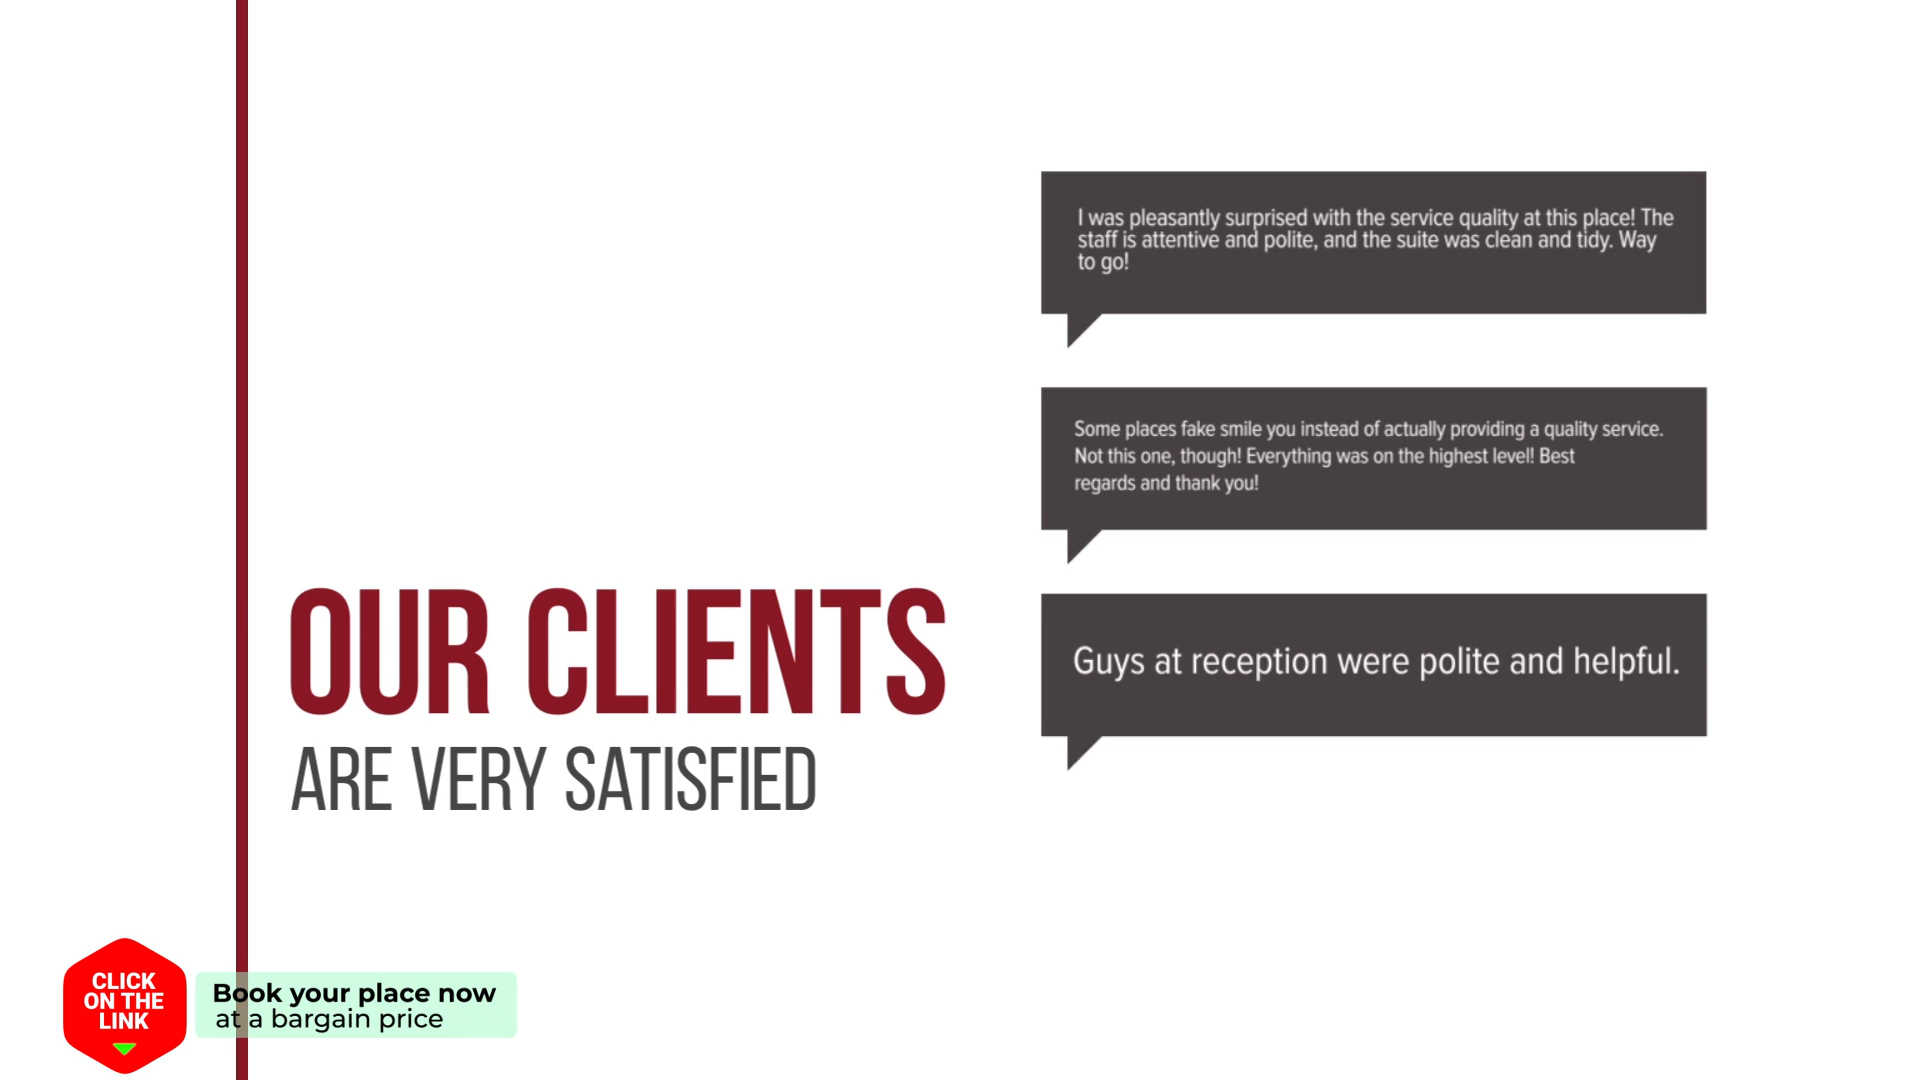 OUR CLIENTS
ARE VERY SATISFIED
I was pleasantly surprised with the service quality at this place! The
staff is attentive and polite, and the suite was clean and tidy. Way
to go!
Some places fake smile you instead of actually providing a quality service.
Not this one, though! Everything was on the highest level! Best
regards and thank you!
Guys at reception were polite and helpful.
CLICK
ON THE
LINK
Book your place now
at a bargain price